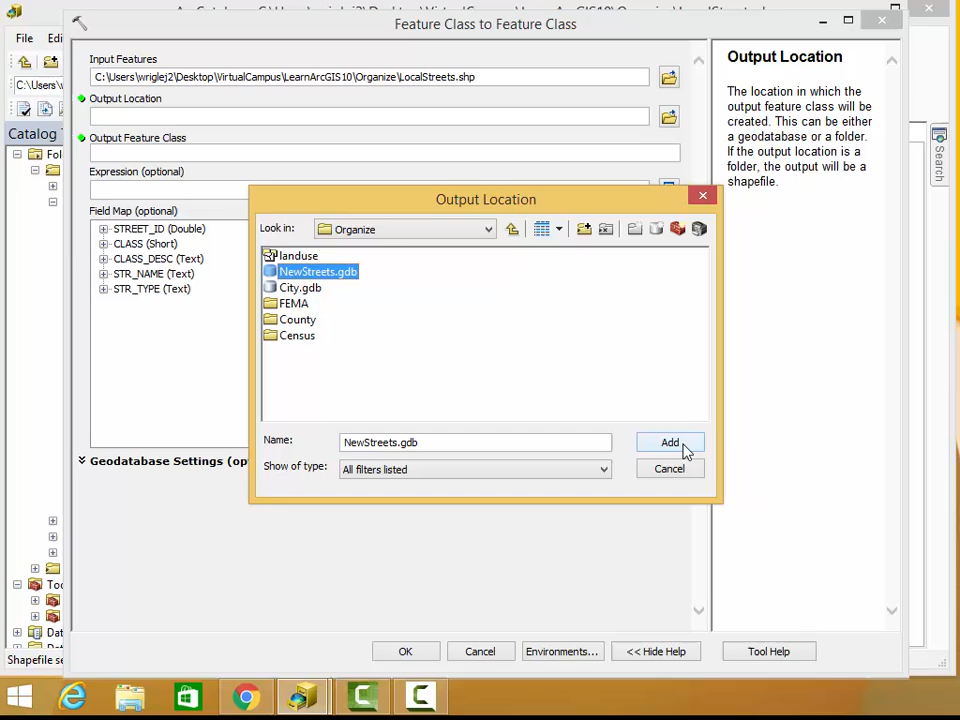 Feature Class to Feature Class
File
Edi
C:\Users\w
Catalog
Input Features
C:\Users\wriglej2\Desktop\VirtualCampus\LearnArcGIS10\Organize\LocalStreets.shp
Output Location
Output Feature Class
Expression (optional)
Field Map (optional)
STREET_ID (Double)
CLASS (Short)
CLASS_DESC (Text)
STR_NAME (Text)
STR_TYPE (Text)
Geodatabase Settings (op
Fol
Too
Dat
Shapefile se
Output Location
Look in:
Organize
landuse
NewStreets.gdb
City.gdb
FEMA
County
Census
Name:
NewStreets.gdb
Add
Show of type:
All filters listed
Cancel
OK
Cancel
Environments...
<< Hide Help
Tool Help
Output Location
The location in which the
output feature class will be
created. This can be either
a geodatabase or a folder.
If the output location is a
folder, the output will be a
shapefile.
Search